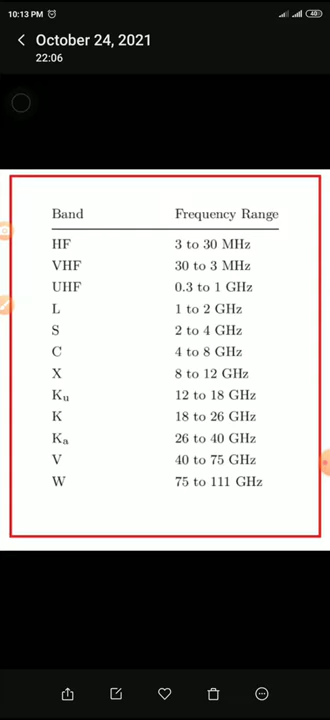 10:13 PM
40
October 24, 2021
22:06
Band Frequency Range
HF 3 to 30 MHz
VHF 30 to 3 MHz
UHF 0.3 to 1 GHz
L 1 to 2 GHz
S 2 to 4 GHz
C 4 to 8 GHz
X 8 to 12 GHz
Ku 12 to 18 GHz
K 18 to 26 GHz
Ka 26 to 40 GHz
V 40 to 75 GHz
W 75 to 111 GHz